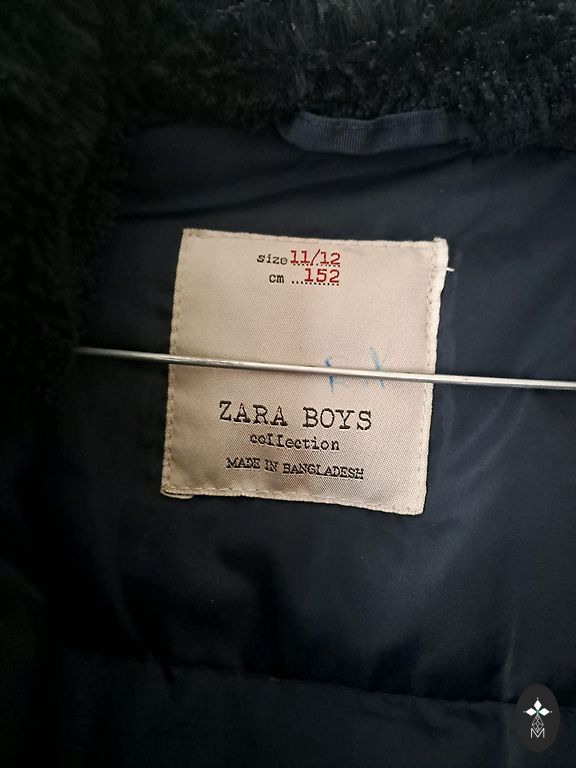 size 11/12
cm 152
ZARA BOYS
collection
MADE IN BANGLADESH
M